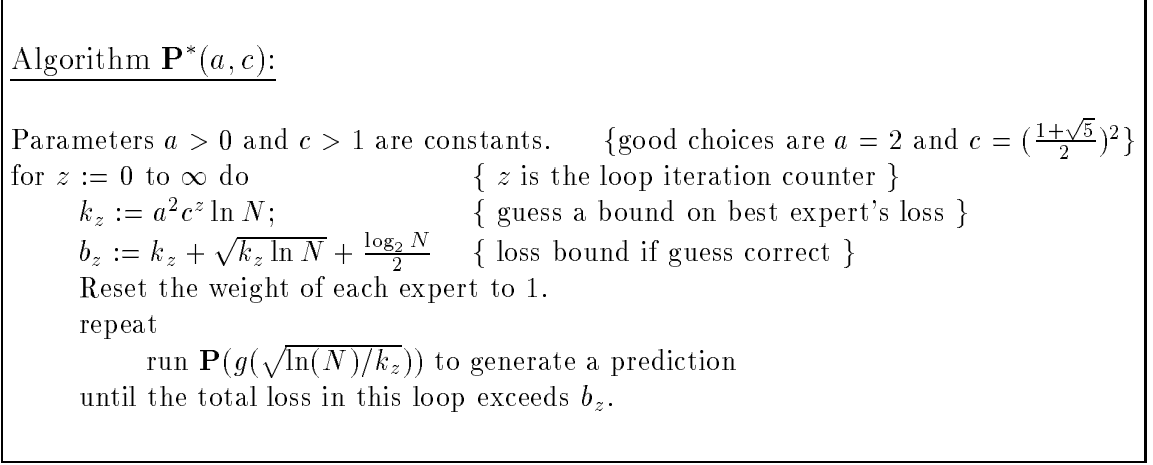 Algorithm P*(a, c):
Parameters a > 0 and c > 1 are constants. {good choices are a = 2 and c = ((1+√5)/2)²}
for z := 0 to ∞ do { z is the loop iteration counter }
k_z := a²c^z ln N; { guess a bound on best expert's loss }
b_z := k_z + √(k_z ln N) + (log₂ N)/2 { loss bound if guess correct }
Reset the weight of each expert to 1.
repeat
run P(g(√(ln(N)/k_z))) to generate a prediction
until the total loss in this loop exceeds b_z.